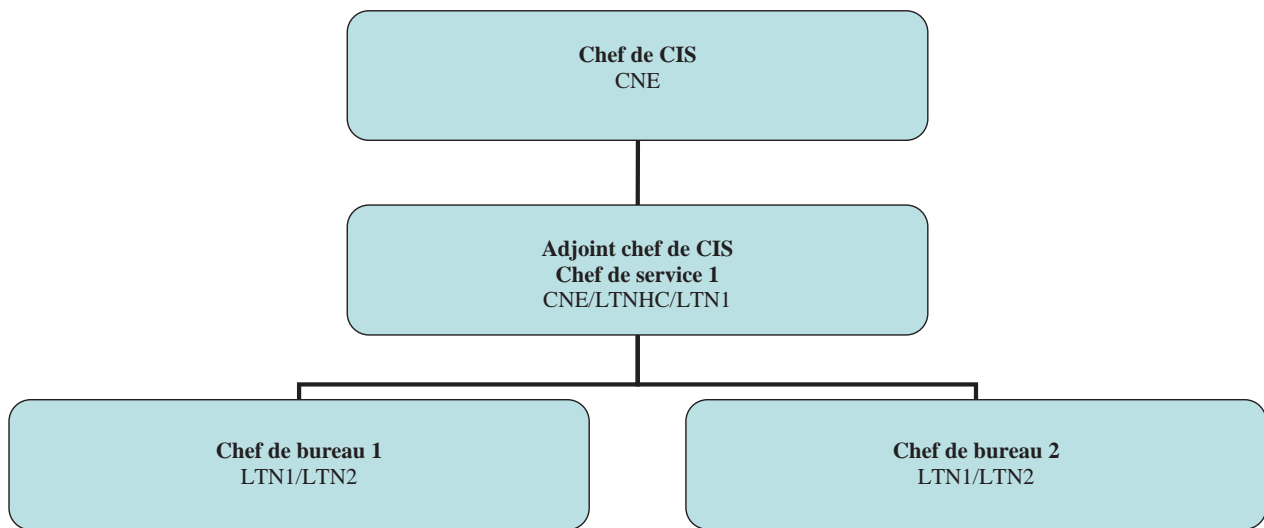 Chef de CIS
CNE
Adjoint chef de CIS
Chef de service 1
CNE/LTNHC/LTN1
Chef de bureau 1
LTN1/LTN2
Chef de bureau 2
LTN1/LTN2